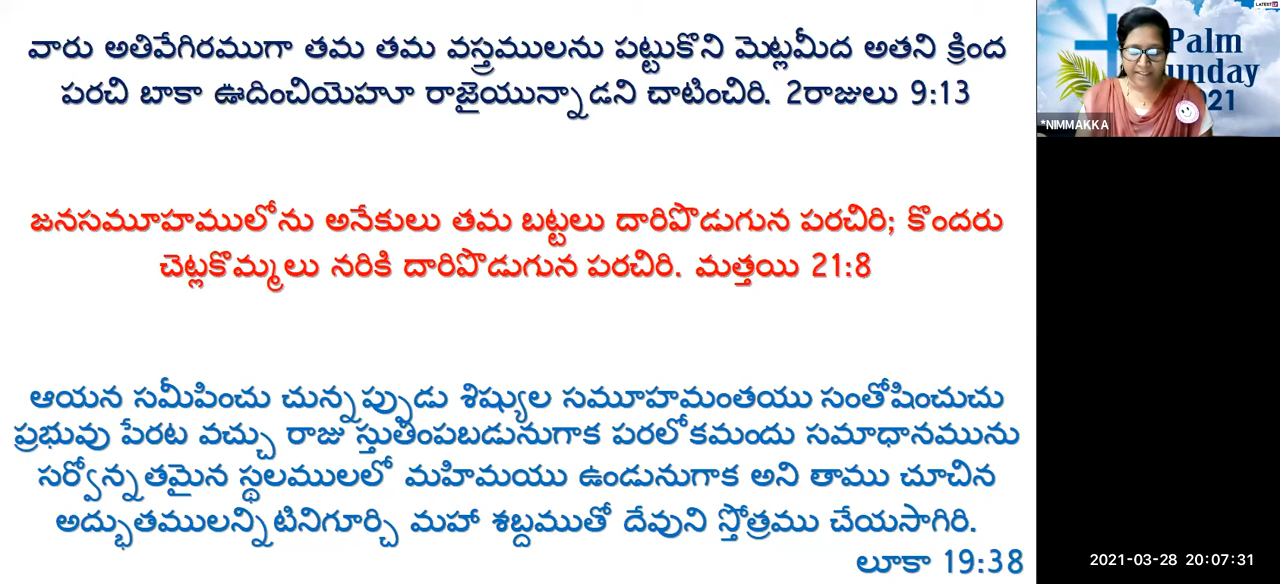 వారు అతివేగిరముగా తమ తమ వస్త్రములను పట్టుకొని మెట్లమీద అతని క్రింద
పరచి బాకా ఊదించియెహూ రాజైయున్నాడని చాటించిరి. 2రాజులు 9:13
జనసమూహములోను అనేకులు తమ బట్టలు దారిపొడుగున పరచిరి; కొందరు
చెట్లకొమ్మలు నరికి దారిపొడుగున పరచిరి. మత్తయి 21:8
ఆయన సమీపించు చున్నప్పుడు శిష్యుల సమూహమంతయు సంతోషించుచు
ప్రభువు పేరట వచ్చు రాజు స్తుతింపబడునుగాక పరలోకమందు సమాధానమును
సర్వోన్నతమైన స్థలములలో మహిమయు ఉండునుగాక అని తాము చూచిన
అద్భుతములన్నిటినిగూర్చి మహా శబ్దముతో దేవుని స్తోత్రము చేయసాగిరి.
లూకా 19:38
LATEST
Palm
unday
21
*NIMMAKKA
2021-03-28 20:07:31